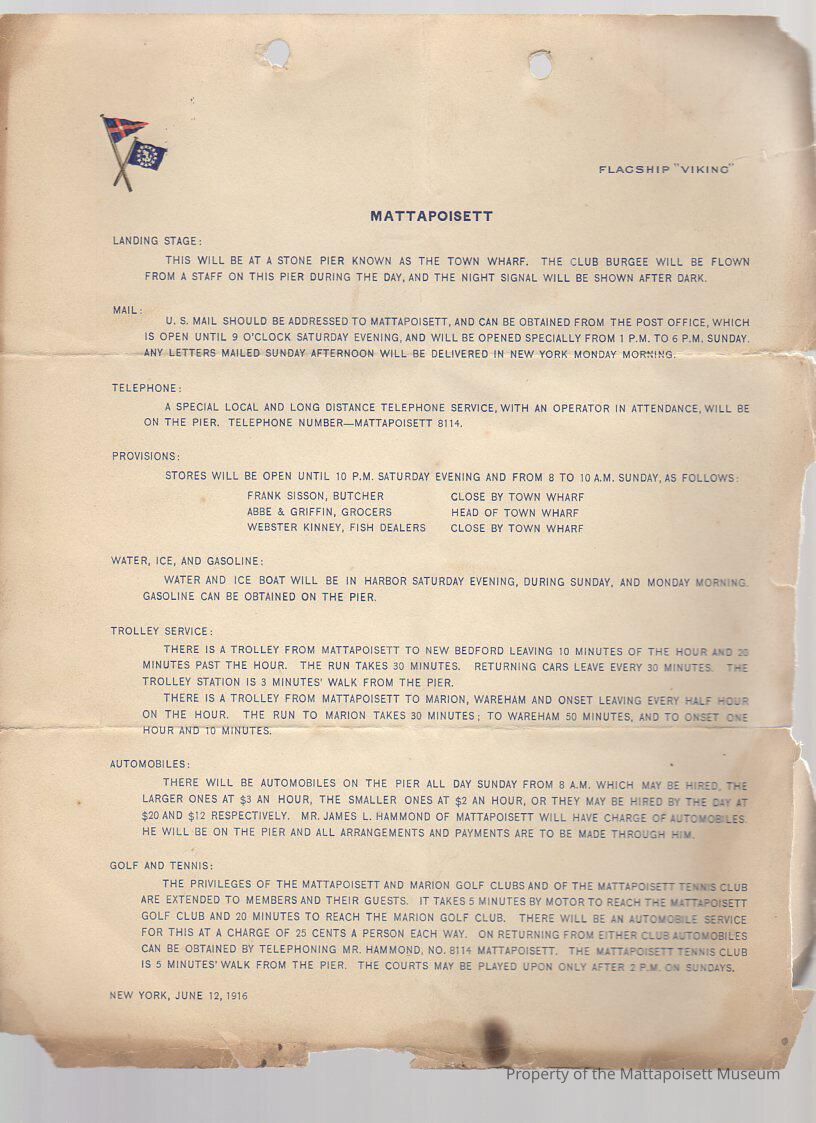 FLAGSHIP "VIKING"
MATTAPOISETT
LANDING STAGE:
THIS WILL BE AT A STONE PIER KNOWN AS THE TOWN WHARF. THE CLUB BURGEE WILL BE FLOWN
FROM A STAFF ON THIS PIER DURING THE DAY, AND THE NIGHT SIGNAL WILL BE SHOWN AFTER DARK.
MAIL:
U. S. MAIL SHOULD BE ADDRESSED TO MATTAPOISETT, AND CAN BE OBTAINED FROM THE POST OFFICE, WHICH
IS OPEN UNTIL 9 O'CLOCK SATURDAY EVENING, AND WILL BE OPENED SPECIALLY FROM 1 P.M. TO 6 P.M. SUNDAY.
ANY LETTERS MAILED SUNDAY AFTERNOON WILL BE DELIVERED IN NEW YORK MONDAY MORNING.
TELEPHONE:
A SPECIAL LOCAL AND LONG DISTANCE TELEPHONE SERVICE, WITH AN OPERATOR IN ATTENDANCE, WILL BE
ON THE PIER. TELEPHONE NUMBER—MATTAPOISETT 8114.
PROVISIONS:
STORES WILL BE OPEN UNTIL 10 P.M. SATURDAY EVENING AND FROM 8 TO 10 A.M. SUNDAY, AS FOLLOWS:
FRANK SISSON, BUTCHER CLOSE BY TOWN WHARF
ABBE & GRIFFIN, GROCERS HEAD OF TOWN WHARF
WEBSTER KINNEY, FISH DEALERS CLOSE BY TOWN WHARF
WATER, ICE, AND GASOLINE:
WATER AND ICE BOAT WILL BE IN HARBOR SATURDAY EVENING, DURING SUNDAY, AND MONDAY MORNING.
GASOLINE CAN BE OBTAINED ON THE PIER.
TROLLEY SERVICE:
THERE IS A TROLLEY FROM MATTAPOISETT TO NEW BEDFORD LEAVING 10 MINUTES OF THE HOUR AND 20
MINUTES PAST THE HOUR. THE RUN TAKES 30 MINUTES. RETURNING CARS LEAVE EVERY 30 MINUTES. THE
TROLLEY STATION IS 3 MINUTES' WALK FROM THE PIER.
THERE IS A TROLLEY FROM MATTAPOISETT TO MARION, WAREHAM AND ONSET LEAVING EVERY HALF HOUR
ON THE HOUR. THE RUN TO MARION TAKES 30 MINUTES; TO WAREHAM 50 MINUTES, AND TO ONSET ONE
HOUR AND 10 MINUTES.
AUTOMOBILES:
THERE WILL BE AUTOMOBILES ON THE PIER ALL DAY SUNDAY FROM 8 A.M. WHICH MAY BE HIRED, THE
LARGER ONES AT $3 AN HOUR, THE SMALLER ONES AT $2 AN HOUR, OR THEY MAY BE HIRED BY THE DAY AT
$20 AND $12 RESPECTIVELY. MR. JAMES L. HAMMOND OF MATTAPOISETT WILL HAVE CHARGE OF AUTOMOBILES.
HE WILL BE ON THE PIER AND ALL ARRANGEMENTS AND PAYMENTS ARE TO BE MADE THROUGH HIM.
GOLF AND TENNIS:
THE PRIVILEGES OF THE MATTAPOISETT AND MARION GOLF CLUBS AND OF THE MATTAPOISETT TENNIS CLUB
ARE EXTENDED TO MEMBERS AND THEIR GUESTS. IT TAKES 5 MINUTES BY MOTOR TO REACH THE MATTAPOISETT
GOLF CLUB AND 20 MINUTES TO REACH THE MARION GOLF CLUB. THERE WILL BE AN AUTOMOBILE SERVICE
FOR THIS AT A CHARGE OF 25 CENTS A PERSON EACH WAY. ON RETURNING FROM EITHER CLUB AUTOMOBILES
CAN BE OBTAINED BY TELEPHONING MR. HAMMOND, NO. 8114 MATTAPOISETT. THE MATTAPOISETT TENNIS CLUB
IS 5 MINUTES' WALK FROM THE PIER. THE COURTS MAY BE PLAYED UPON ONLY AFTER 2 P.M. ON SUNDAYS.
NEW YORK, JUNE 12, 1916
Property of the Mattapoisett Museum